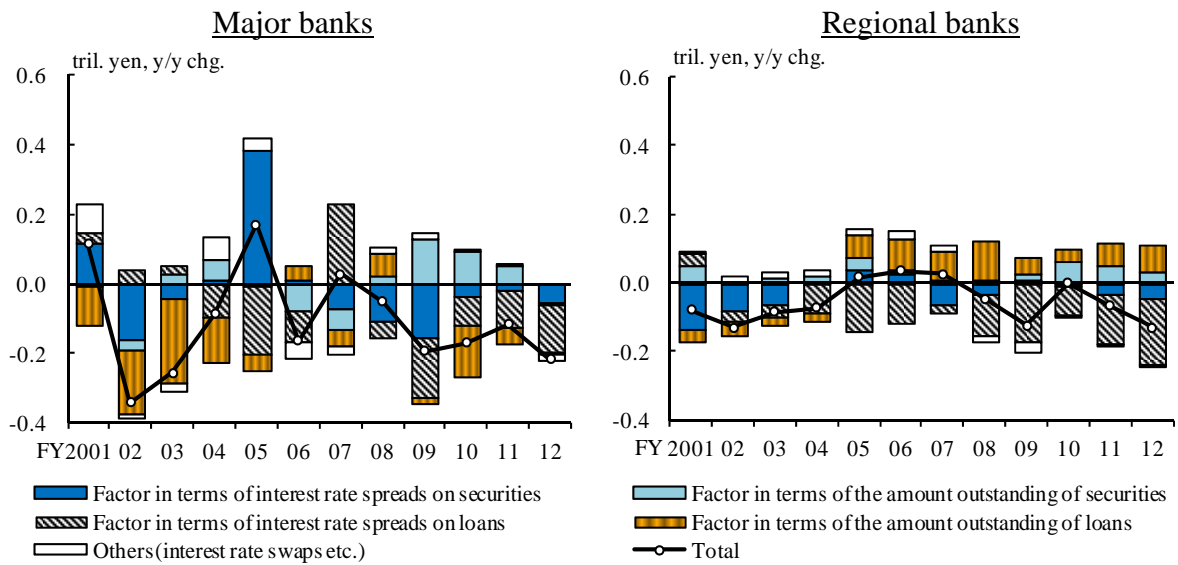 Major banks
tril. yen, y/y chg.
0.6
0.4
0.2
0.0
-0.2
-0.4
FY2001 02 03 04 05 06 07 08 09 10 11 12
Regional banks
tril. yen, y/y chg.
0.6
0.4
0.2
0.0
-0.2
-0.4
FY2001 02 03 04 05 06 07 08 09 10 11 12
Factor in terms of interest rate spreads on securities
Factor in terms of interest rate spreads on loans
Others (interest rate swaps etc.)
Factor in terms of the amount outstanding of securities
Factor in terms of the amount outstanding of loans
Total